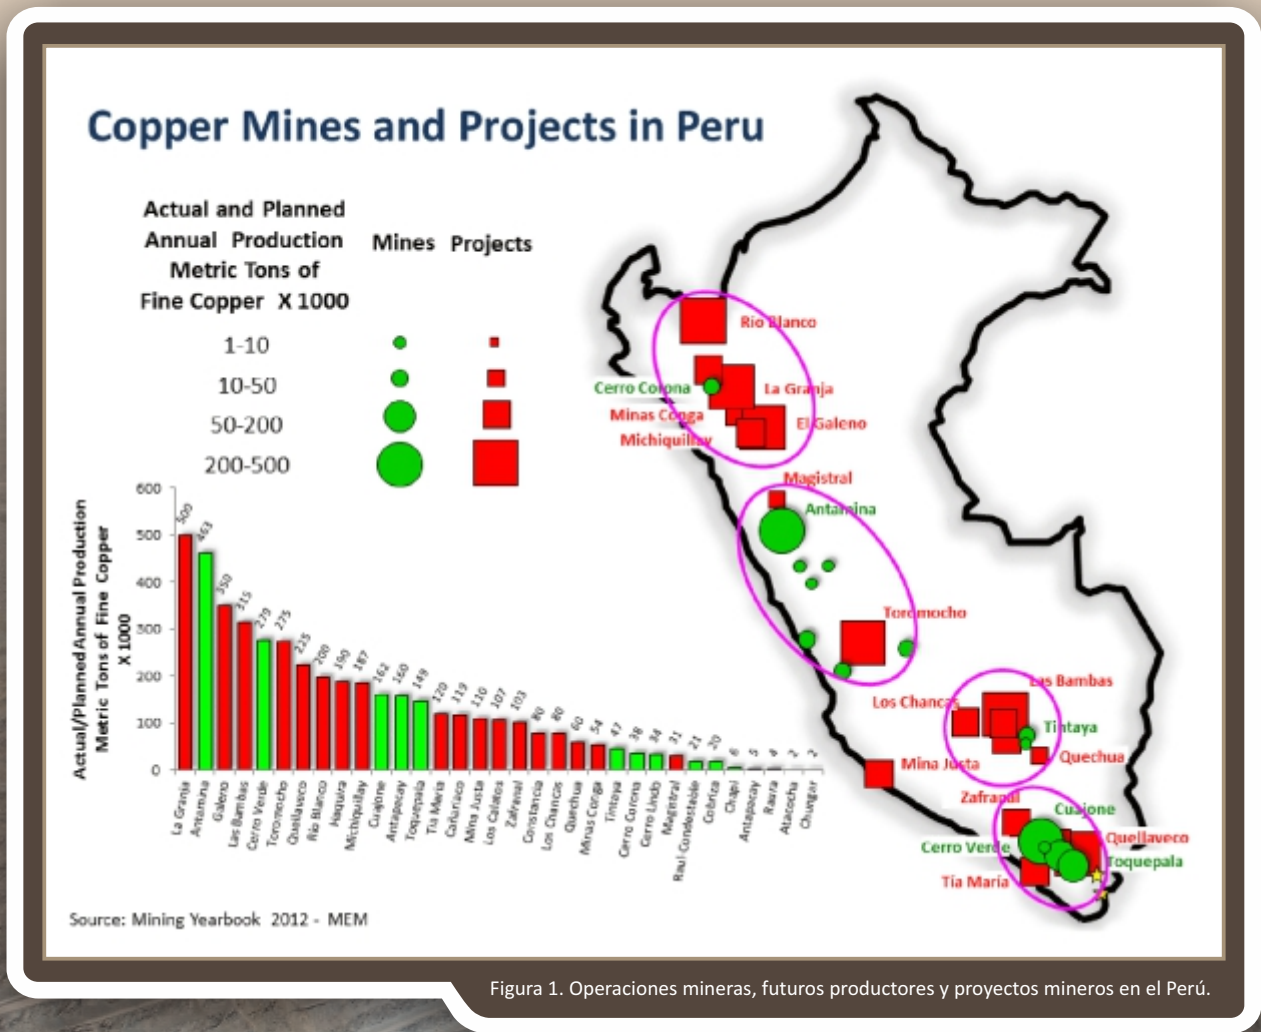 Copper Mines and Projects in Peru
Actual and Planned
Annual Production
Metric Tons of
Fine Copper X 1000
Mines Projects
1-10
10-50
50-200
200-500
Río Blanco
Cerro Corona
La Granja
Minas Conga
El Galeno
Michiquillay
Magistral
Antamina
Toromocho
Las Bambas
Los Chancas
Tintaya
Quechua
Mina Justa
Zafranal
Cuajone
Quellaveco
Cerro Verde
Toquepala
Tía María
Actual/Planned Annual Production
Metric Tons of Fine Copper
X 1000
600
500
400
300
200
100
0
500
463
350
315
279
275
225
200
190
187
162
160
149
120
119
110
107
103
80
80
60
54
47
38
34
31
21
20
6
5
4
2
2
La Granja
Antamina
Galeno
Las Bambas
Cerro Verde
Toromocho
Quellaveco
Río Blanco
Haquira
Michiquillay
Cuajone
Antapacay
Toquepala
Tía María
Cañariaco
Mina Justa
Los Calatos
Zafranal
Constancia
Los Chancas
Quechua
Minas Conga
Tintaya
Cerro Corona
Cerro Lindo
Magistral
Raul Condestable
Cobriza
Chapi
Antapacay
Raura
Atacocha
Chungar
Source: Mining Yearbook 2012 - MEM
Figura 1. Operaciones mineras, futuros productores y proyectos mineros en el Perú.